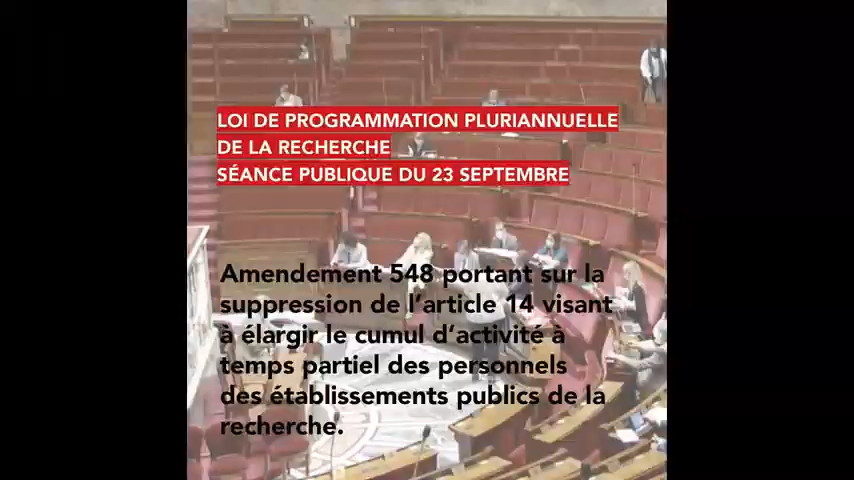 LOI DE PROGRAMMATION PLURIANNUELLE
DE LA RECHERCHE
SÉANCE PUBLIQUE DU 23 SEPTEMBRE
Amendement 548 portant sur la
suppression de l'article 14 visant
à élargir le cumul d'activité à
temps partiel des personnels
des établissements publics de la
recherche.